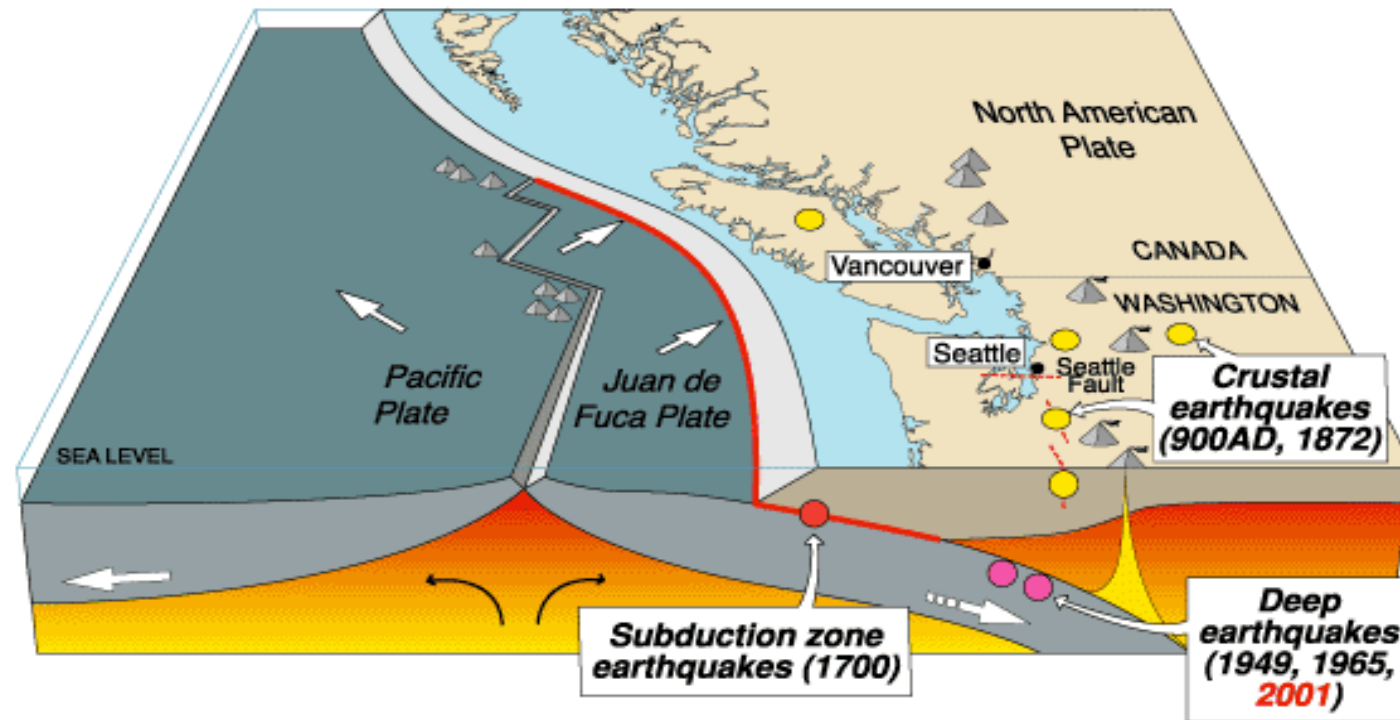 North American
Plate
CANADA
Vancouver
WASHINGTON
Seattle
Seattle
Fault
Crustal
earthquakes
(900AD, 1872)
Pacific
Plate
Juan de
Fuca Plate
SEA LEVEL
Subduction zone
earthquakes (1700)
Deep
earthquakes
(1949, 1965,
2001)